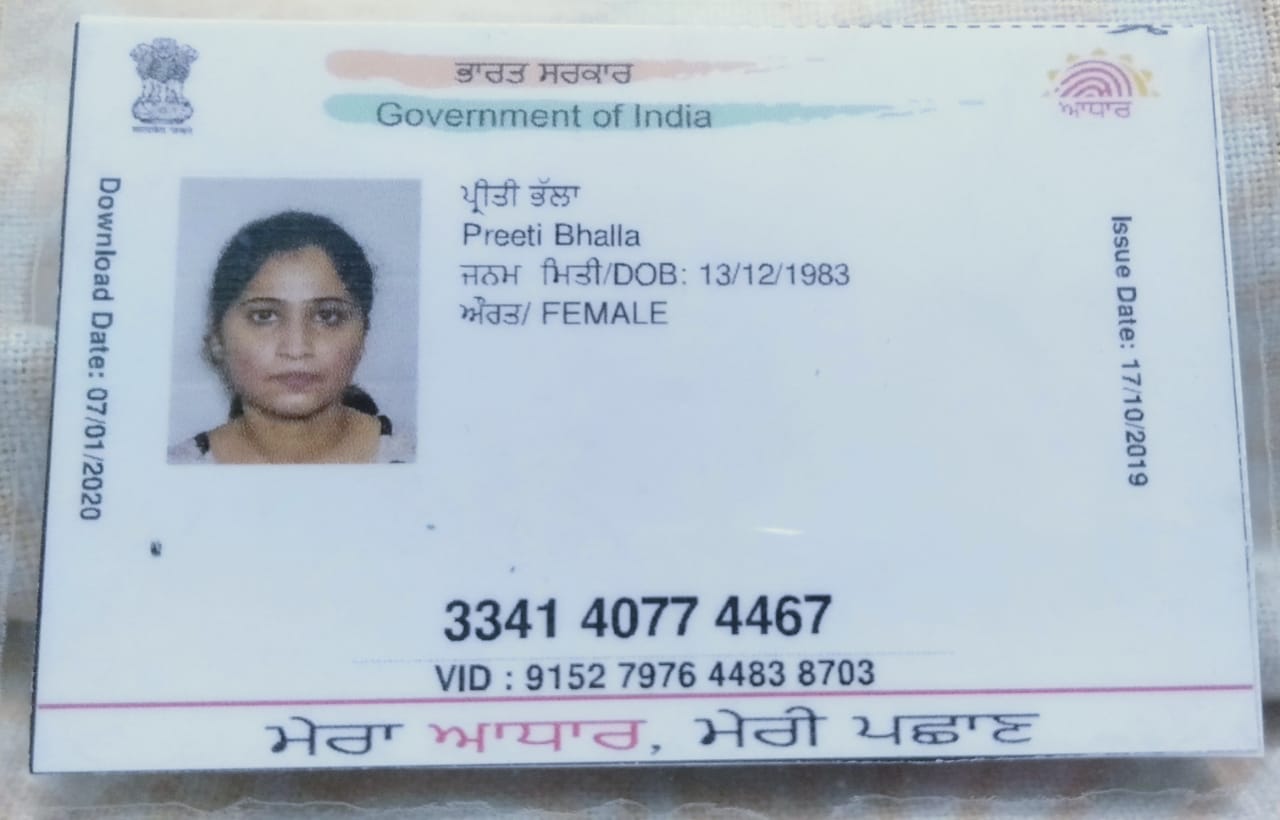 ਭਾਰਤ ਸਰਕਾਰ
Government of India
ਆਧਾਰ
Download Date: 07/01/2020
ਪ੍ਰੀਤੀ ਭੱਲਾ
Preeti Bhalla
ਜਨਮ ਮਿਤੀ/DOB: 13/12/1983
ਔਰਤ/ FEMALE
Issue Date: 17/10/2019
3341 4077 4467
VID : 9152 7976 4483 8703
ਮੇਰਾ ਆਧਾਰ, ਮੇਰੀ ਪਛਾਣ